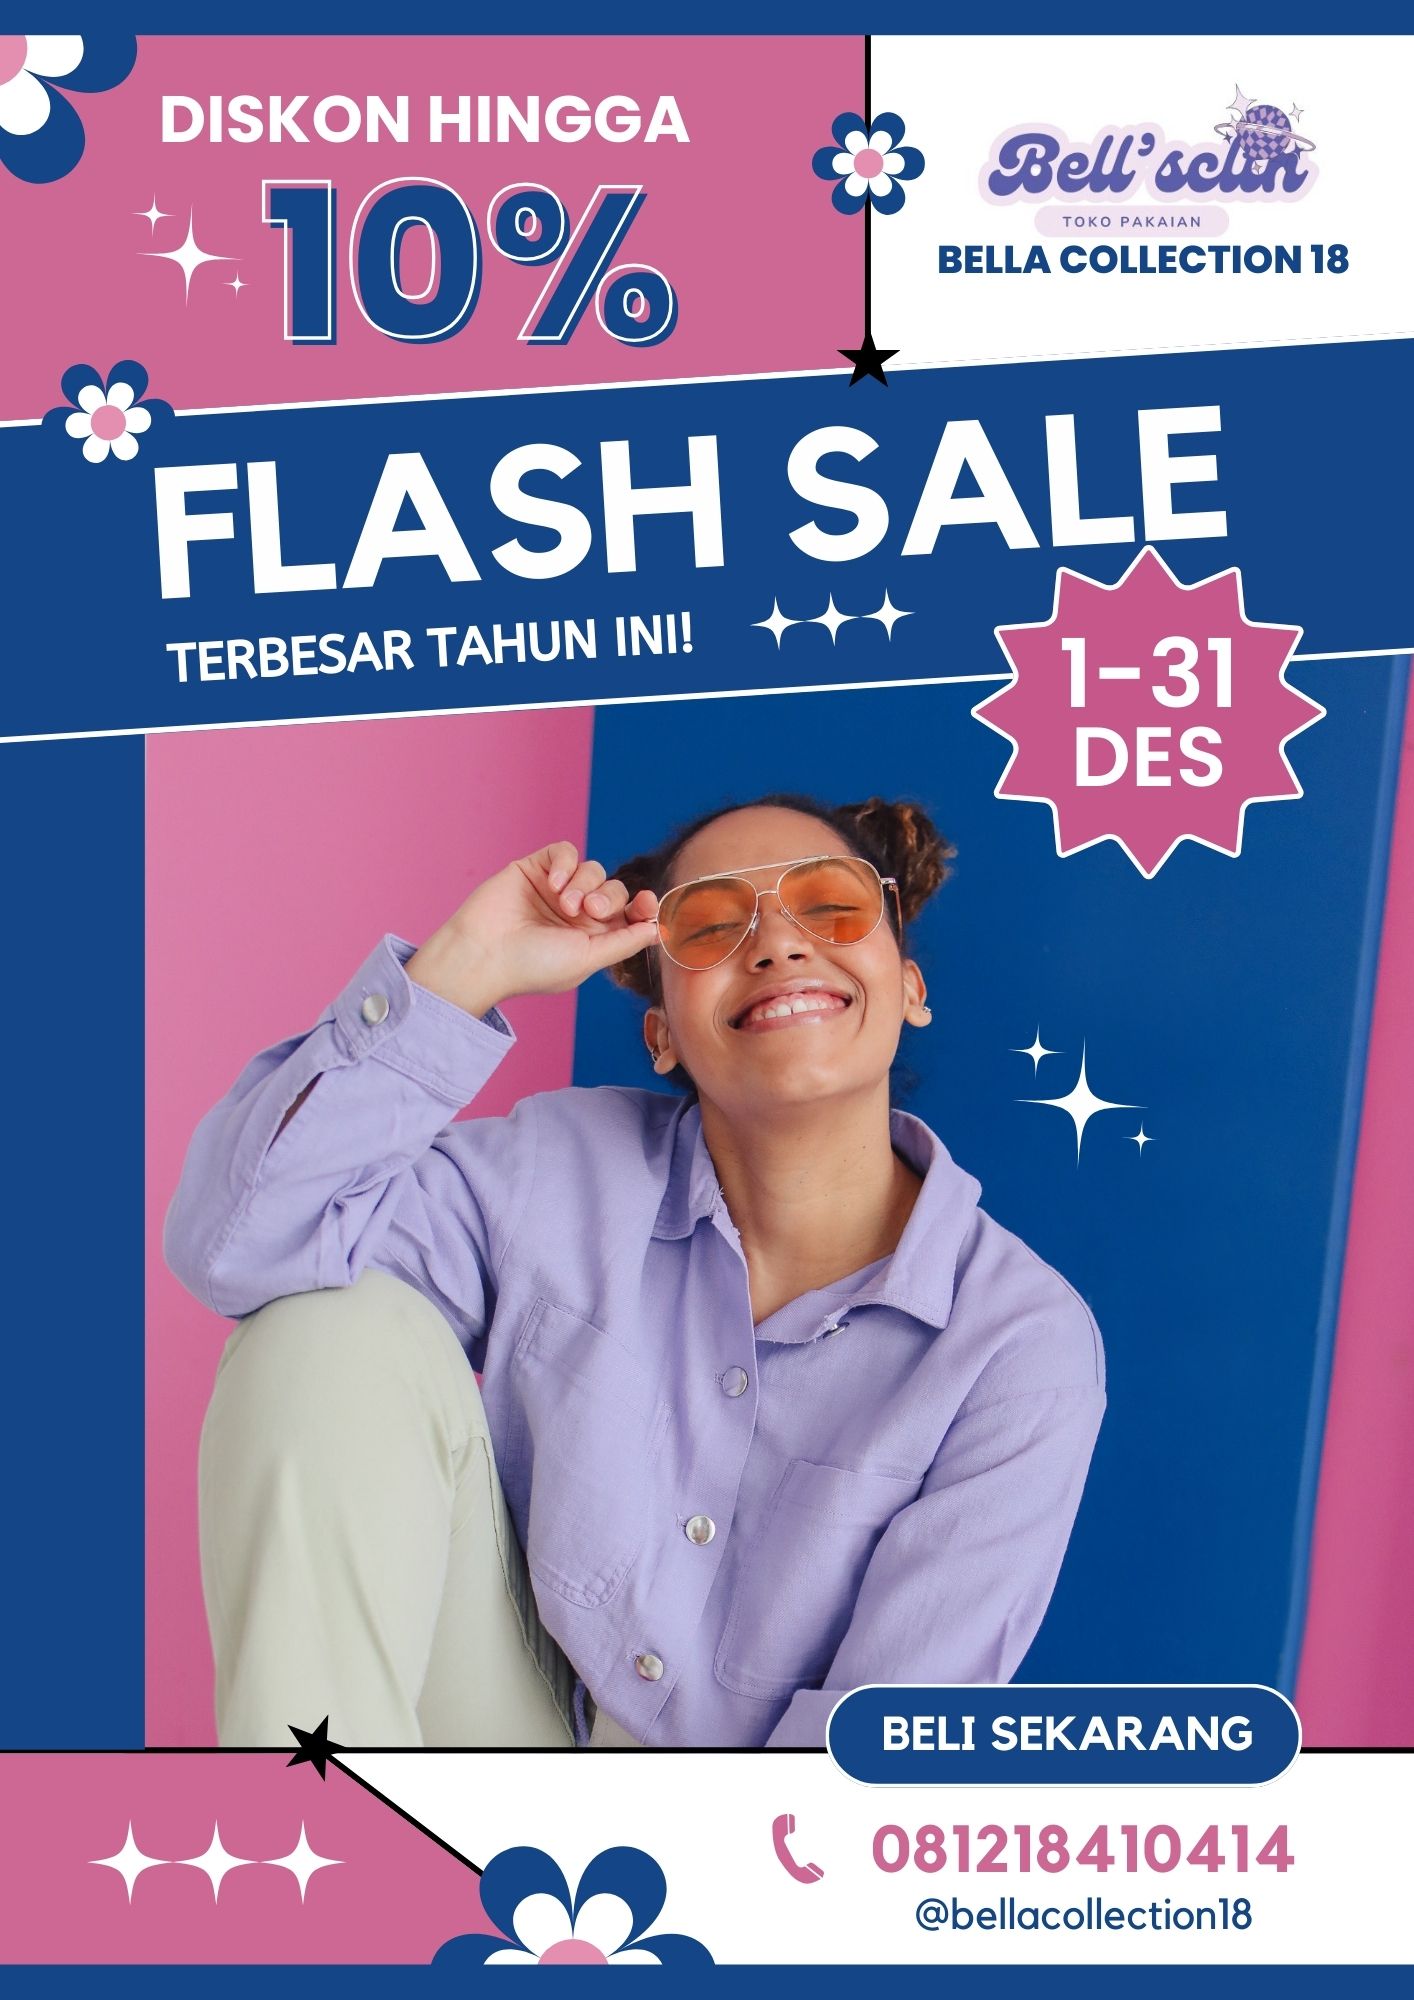 DISKON HINGGA
10%
Bell'sclin
TOKO PAKAIAN
BELLA COLLECTION 18
FLASH SALE
TERBESAR TAHUN INI!
1-31
DES
BELI SEKARANG
081218410414
@bellacollection18